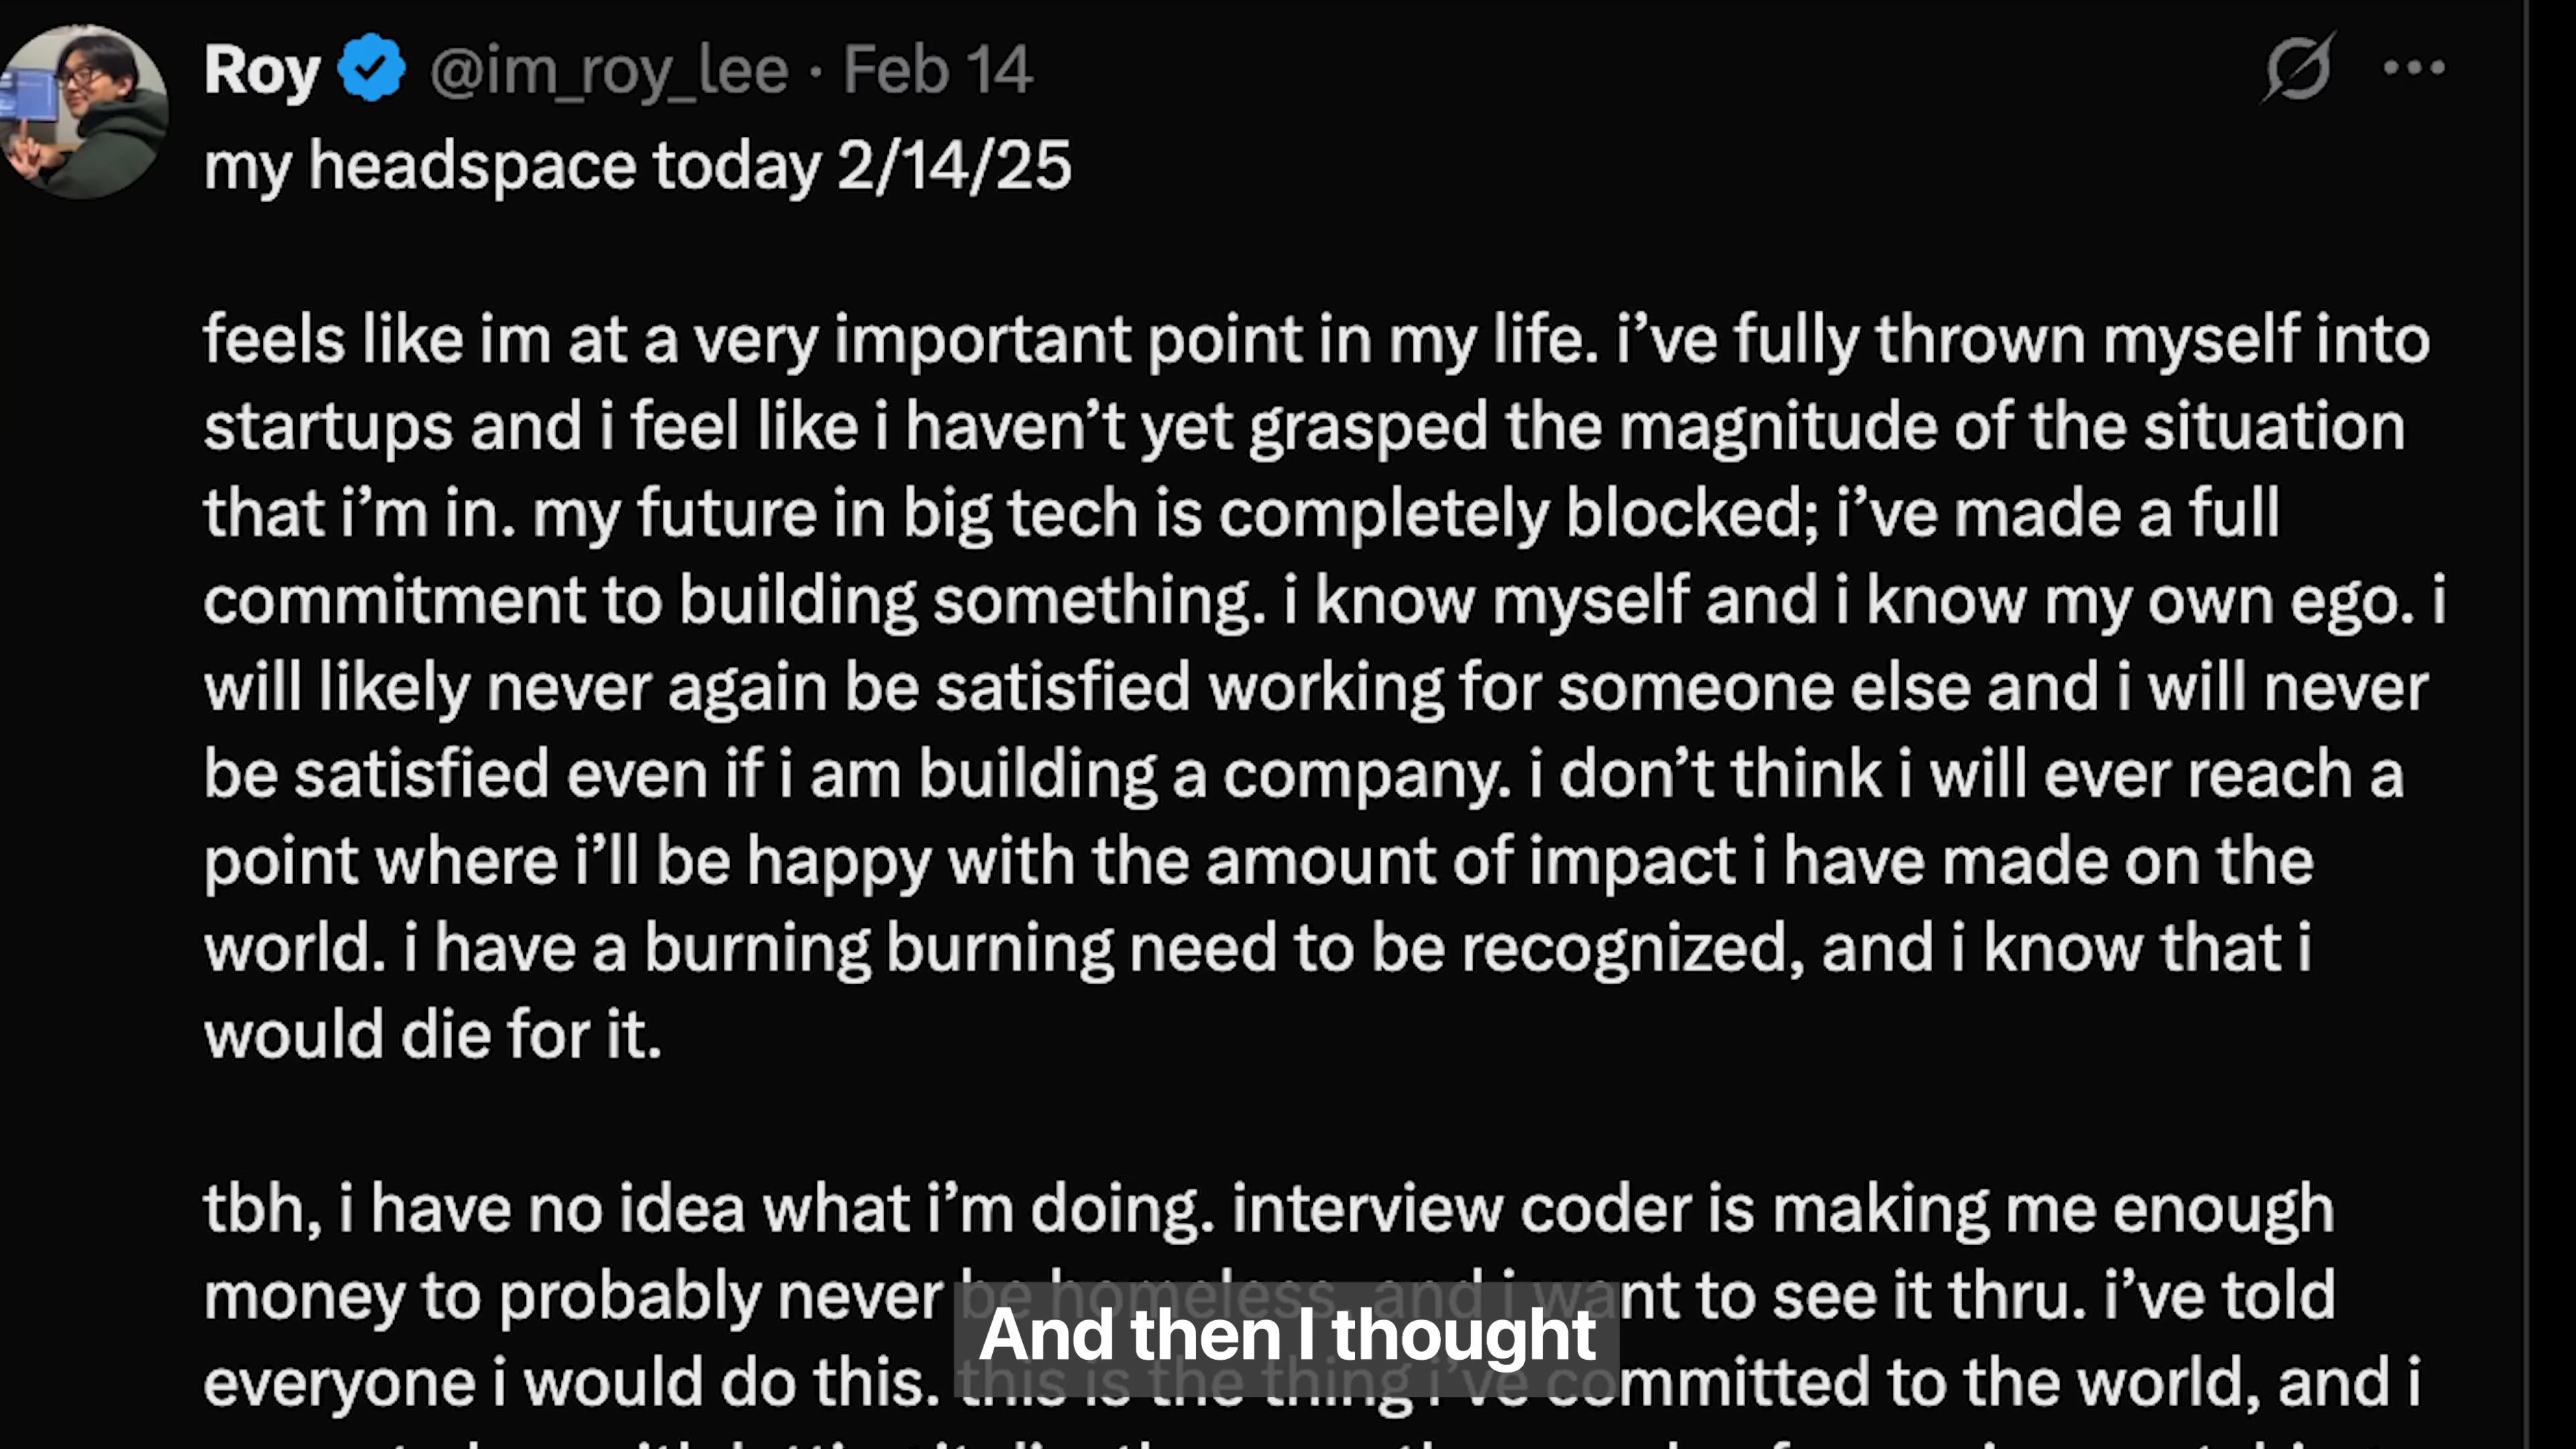 Roy @im_roy_lee · Feb 14
my headspace today 2/14/25
feels like im at a very important point in my life. i’ve fully thrown myself into
startups and i feel like i haven’t yet grasped the magnitude of the situation
that i’m in. my future in big tech is completely blocked; i’ve made a full
commitment to building something. i know myself and i know my own ego. i
will likely never again be satisfied working for someone else and i will never
be satisfied even if i am building a company. i don’t think i will ever reach a
point where i’ll be happy with the amount of impact i have made on the
world. i have a burning burning need to be recognized, and i know that i
would die for it.
tbh, i have no idea what i’m doing. interview coder is making me enough
money to probably never be homeless, and i want to see it thru. i’ve told
And then I thought
everyone i would do this. this is the thing i’ve committed to the world, and i